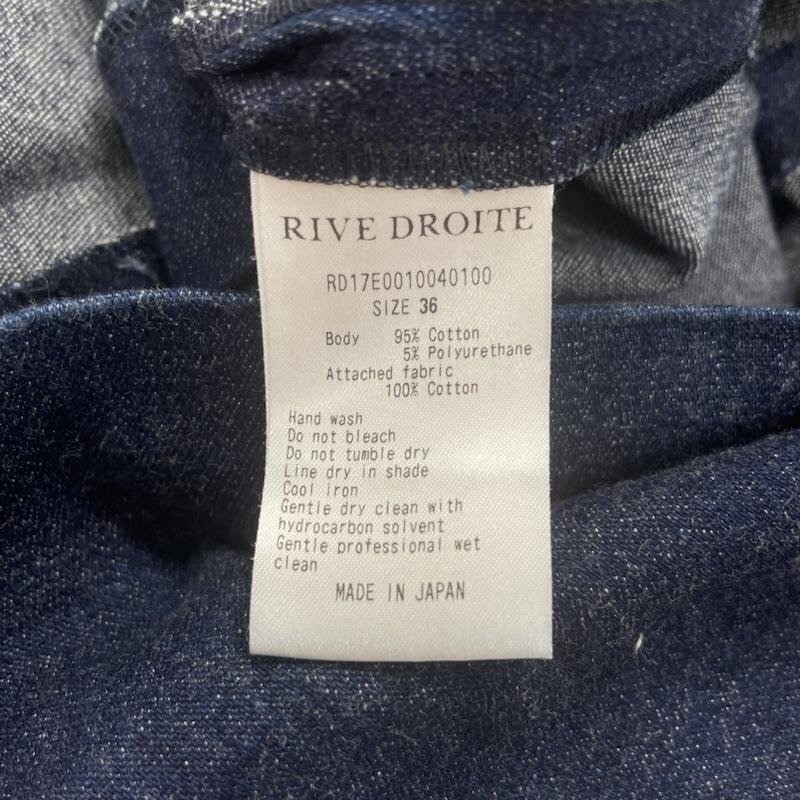 RIVE DROITE
RD17E0010040100
SIZE 36
Body 95% Cotton
5% Polyurethane
Attached fabric
100% Cotton
Hand wash
Do not bleach
Do not tumble dry
Line dry in shade
Cool iron
Gentle dry clean with
hydrocarbon solvent
Gentle professional wet
clean
MADE IN JAPAN